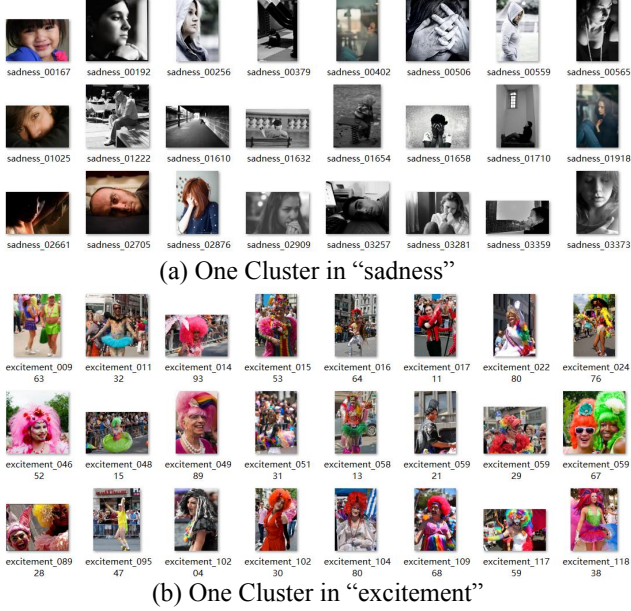 sadness_00167 sadness_00192 sadness_00256 sadness_00379 sadness_00402 sadness_00506 sadness_00559 sadness_00565
sadness_01025 sadness_01222 sadness_01610 sadness_01632 sadness_01654 sadness_01658 sadness_01710 sadness_01918
sadness_02661 sadness_02705 sadness_02876 sadness_02909 sadness_03257 sadness_03281 sadness_03359 sadness_03373
(a) One Cluster in “sadness”
excitement_009 excitement_011 excitement_014 excitement_015 excitement_016 excitement_017 excitement_022 excitement_024
63 32 93 53 64 11 80 76
excitement_046 excitement_048 excitement_049 excitement_051 excitement_058 excitement_059 excitement_059 excitement_059
52 15 89 31 13 21 29 67
excitement_089 excitement_095 excitement_102 excitement_102 excitement_104 excitement_109 excitement_117 excitement_118
28 47 04 30 80 68 59 38
(b) One Cluster in “excitement”